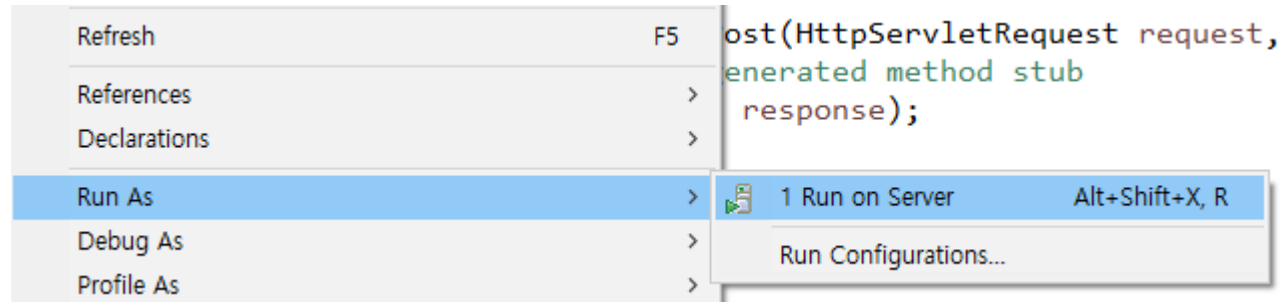 Refresh F5
References >
Declarations >
Run As >
Debug As >
Profile As >
1 Run on Server Alt+Shift+X, R
Run Configurations...
ost(HttpServletRequest request,
enerated method stub
response);